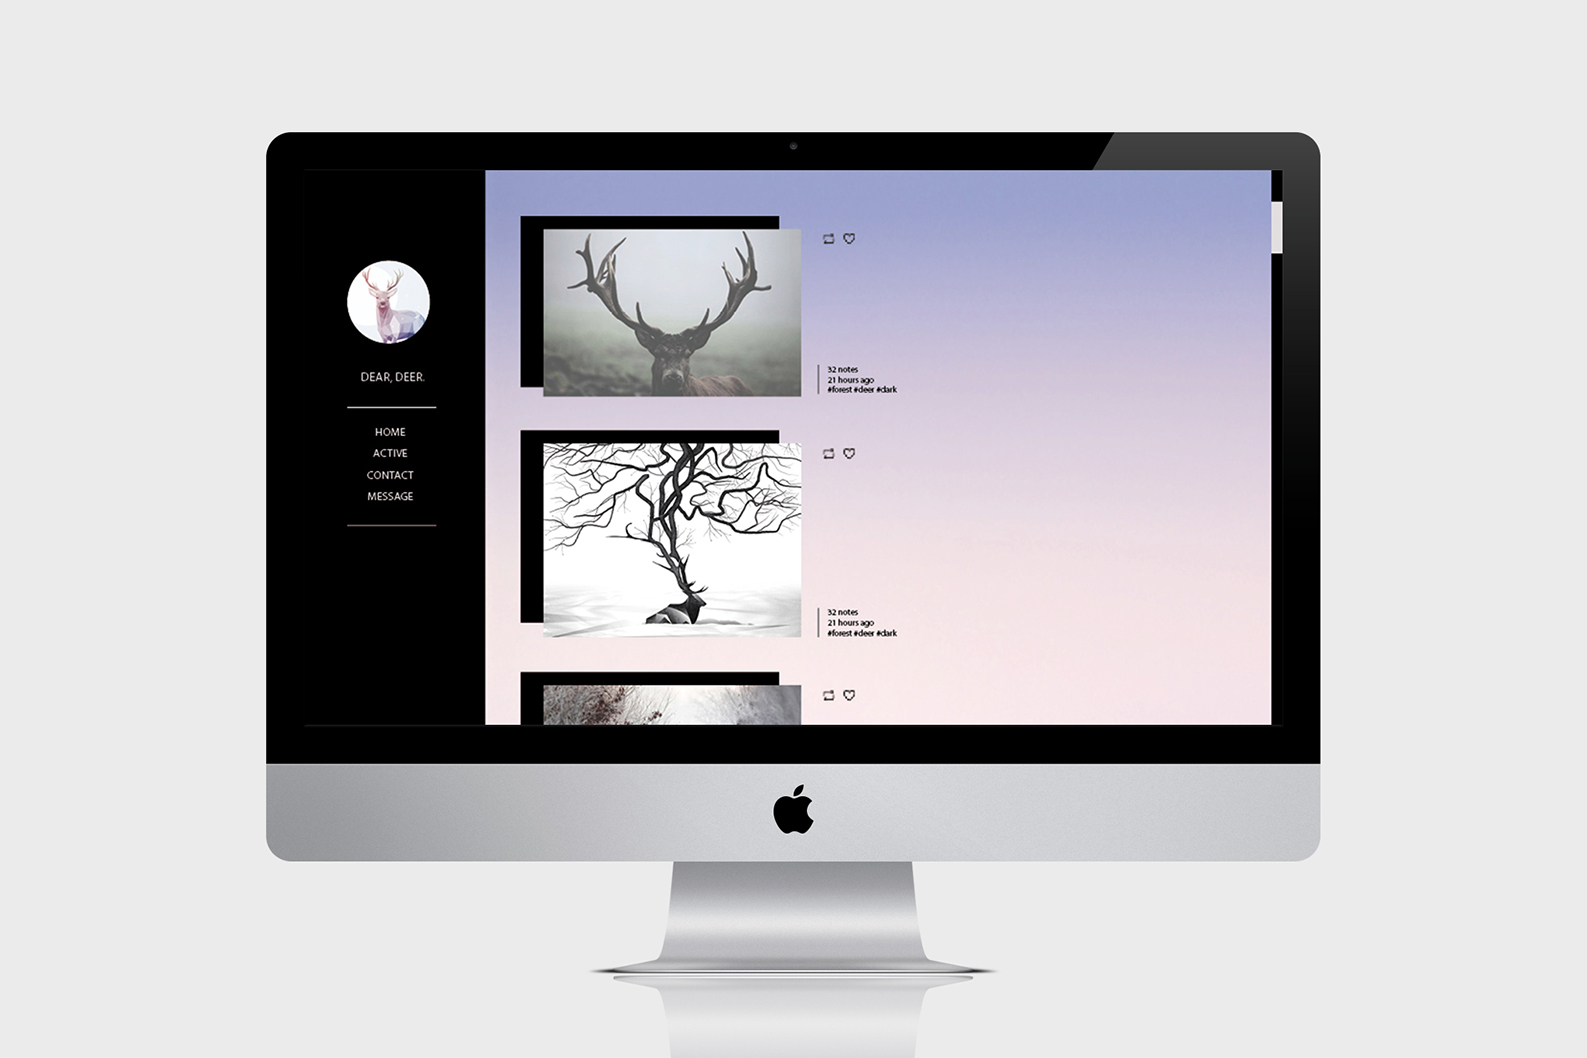 DEAR, DEER.
HOME
ACTIVE
CONTACT
MESSAGE
32 notes
21 hours ago
#forest #deer #dark
32 notes
21 hours ago
#forest #deer #dark